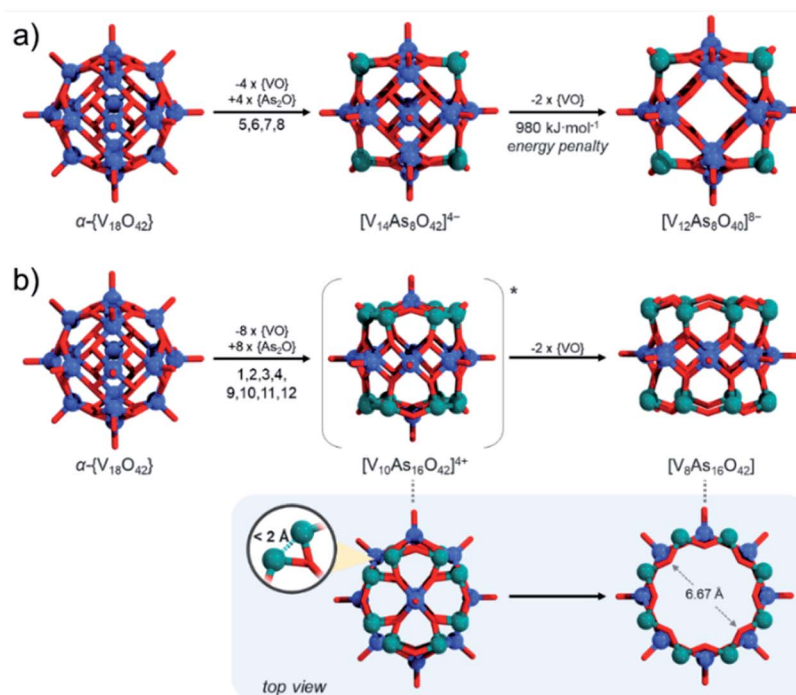 a)
-4 x {VO}
+4 x {As₂O}
5,6,7,8
-2 x {VO}
980 kJ·mol⁻¹
energy penalty
α-{V₁₈O₄₂}
[V₁₄As₈O₄₂]⁴⁻
[V₁₂As₈O₄₀]⁸⁻
b)
-8 x {VO}
+8 x {As₂O}
1,2,3,4,
9,10,11,12
*
-2 x {VO}
α-{V₁₈O₄₂}
[V₁₀As₁₆O₄₂]⁴⁺
[V₈As₁₆O₄₂]
< 2 Å
6.67 Å
top view